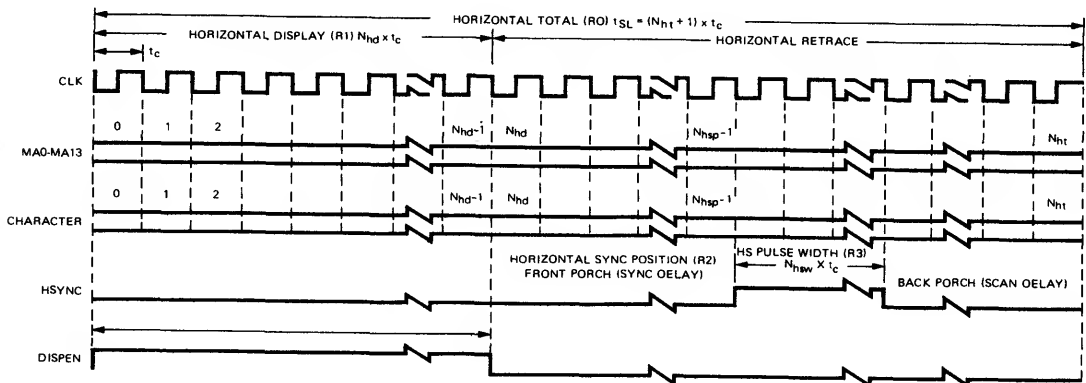 HORIZONTAL TOTAL (R0) tSL = (Nht + 1) × tc
HORIZONTAL DISPLAY (R1) Nhd × tc
HORIZONTAL RETRACE
tc
CLK
0 1 2 Nhd-1 Nhd Nhsp-1 Nht
MA0-MA13
0 1 2 Nhd-1 Nhd Nhsp-1 Nht
CHARACTER
HORIZONTAL SYNC POSITION (R2)
FRONT PORCH (SYNC OELAY)
HS PULSE WIDTH (R3)
Nhsw × tc
BACK PORCH (SCAN OELAY)
HSYNC
DISPEN